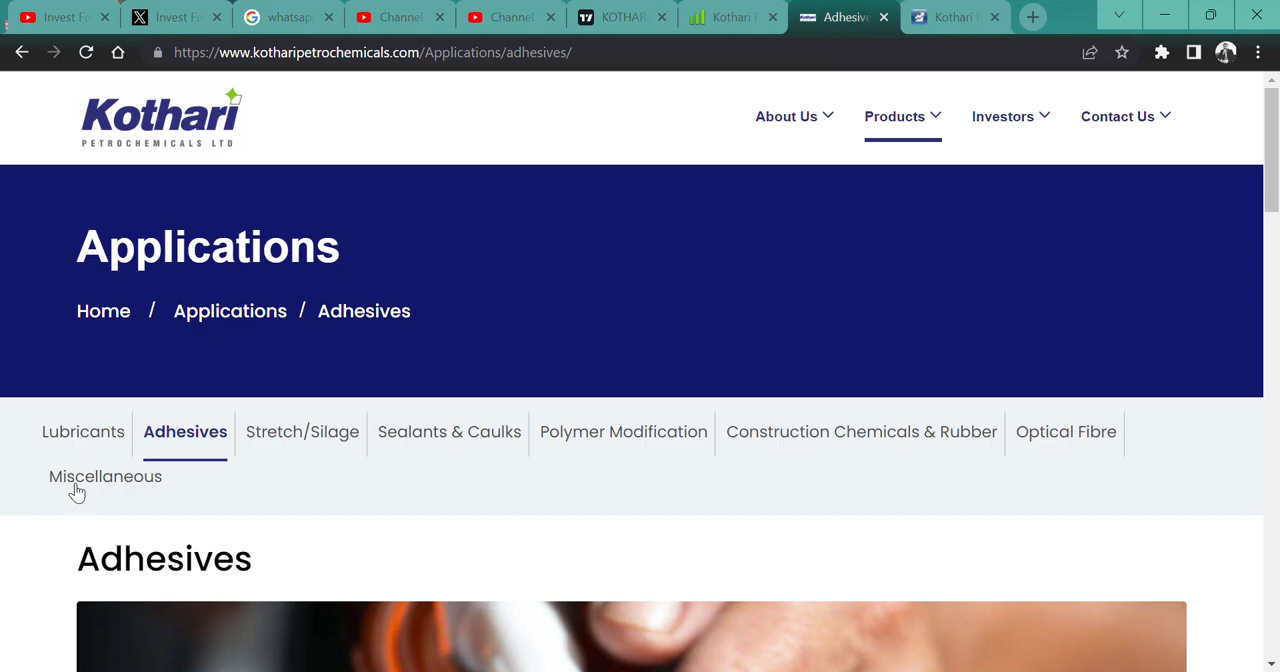 Invest Fo
Invest Fo
whatsap
Channel
Channel
KOTHAR
Kothari
Adhesive
Kothari
https://www.kotharipetrochemicals.com/Applications/adhesives/
Kothari
PETROCHEMICALS LTD
About Us
Products
Investors
Contact Us
Applications
Home / Applications / Adhesives
Lubricants
Adhesives
Stretch/Silage
Sealants & Caulks
Polymer Modification
Construction Chemicals & Rubber
Optical Fibre
Miscellaneous
Adhesives